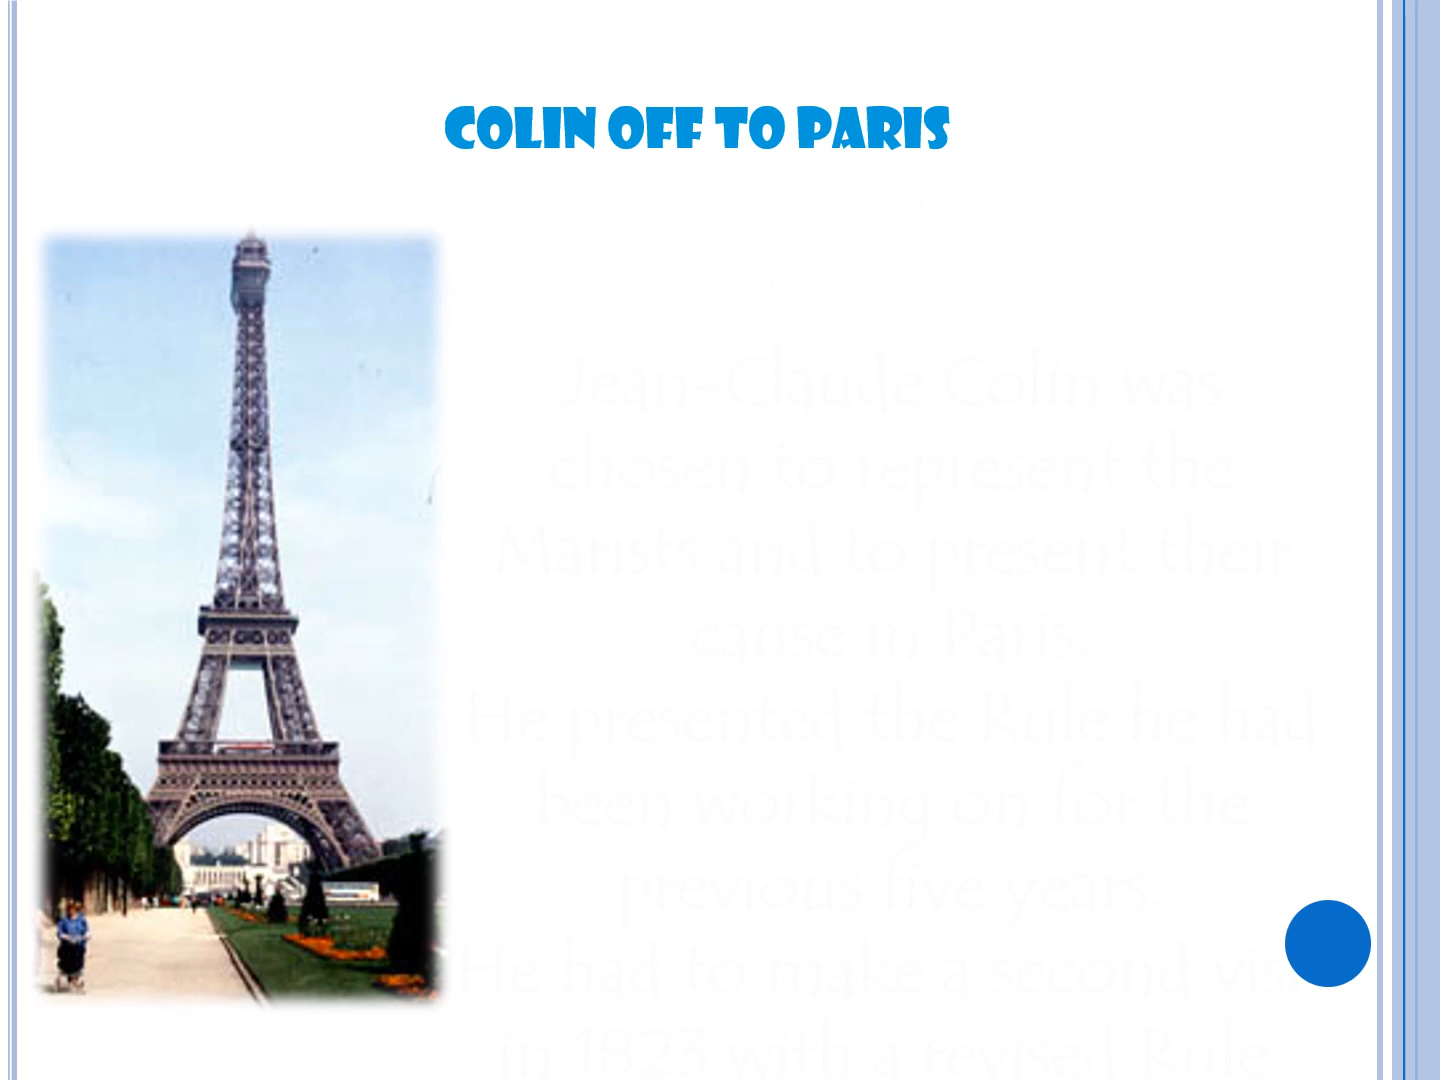 COLIN OFF TO PARIS
Jean-Claude Colin was
chosen to represent the
Marists and to present their
cause in Paris.
He presented the Rule he had
been working on for the
previous five years.
He had to make a second visit
in 1823 with a revised Rule.